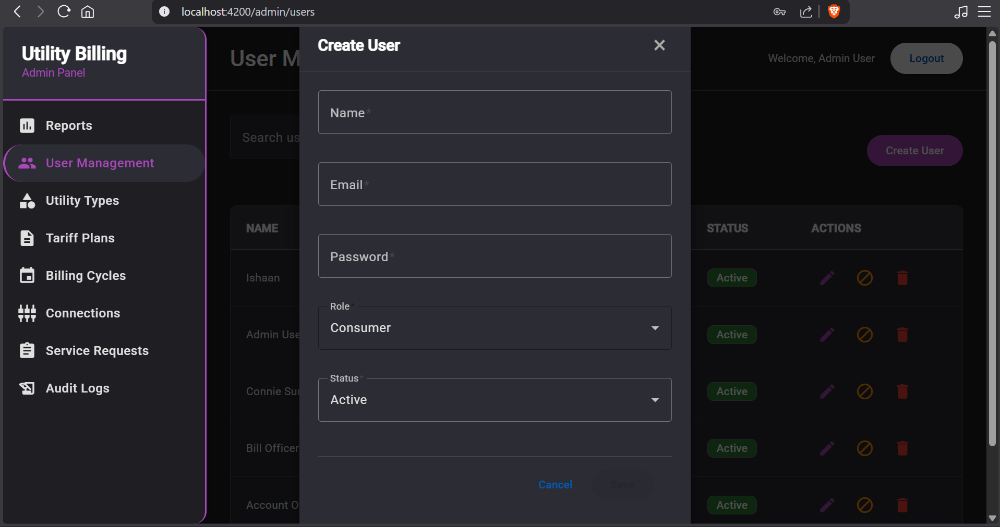 localhost:4200/admin/users
Utility Billing
Admin Panel
Reports
User Management
Utility Types
Tariff Plans
Billing Cycles
Connections
Service Requests
Audit Logs
User M
Welcome, Admin User
Logout
Search us
Create User
NAME
STATUS
ACTIONS
Ishaan
Active
Admin Use
Active
Connie Sur
Active
Bill Officer
Active
Account O
Active
Create User
Name*
Email*
Password*
Role*
Consumer
Status*
Active
Cancel
Save